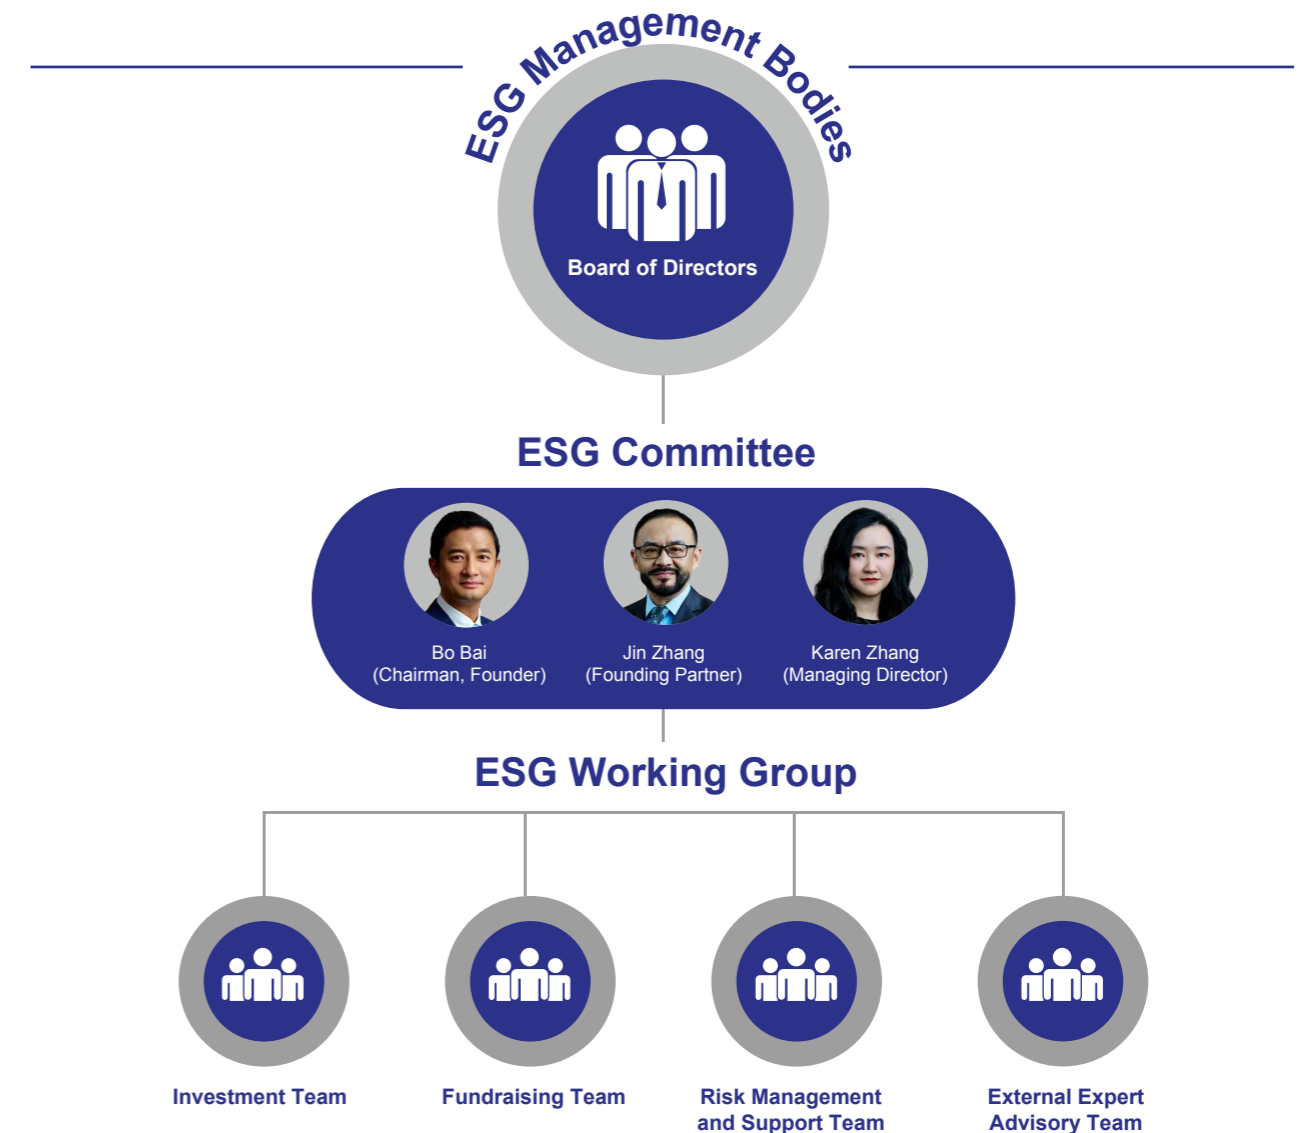 ESG Management Bodies
Board of Directors
ESG Committee
Bo Bai
(Chairman, Founder)
Jin Zhang
(Founding Partner)
Karen Zhang
(Managing Director)
ESG Working Group
Investment Team
Fundraising Team
Risk Management
and Support Team
External Expert
Advisory Team